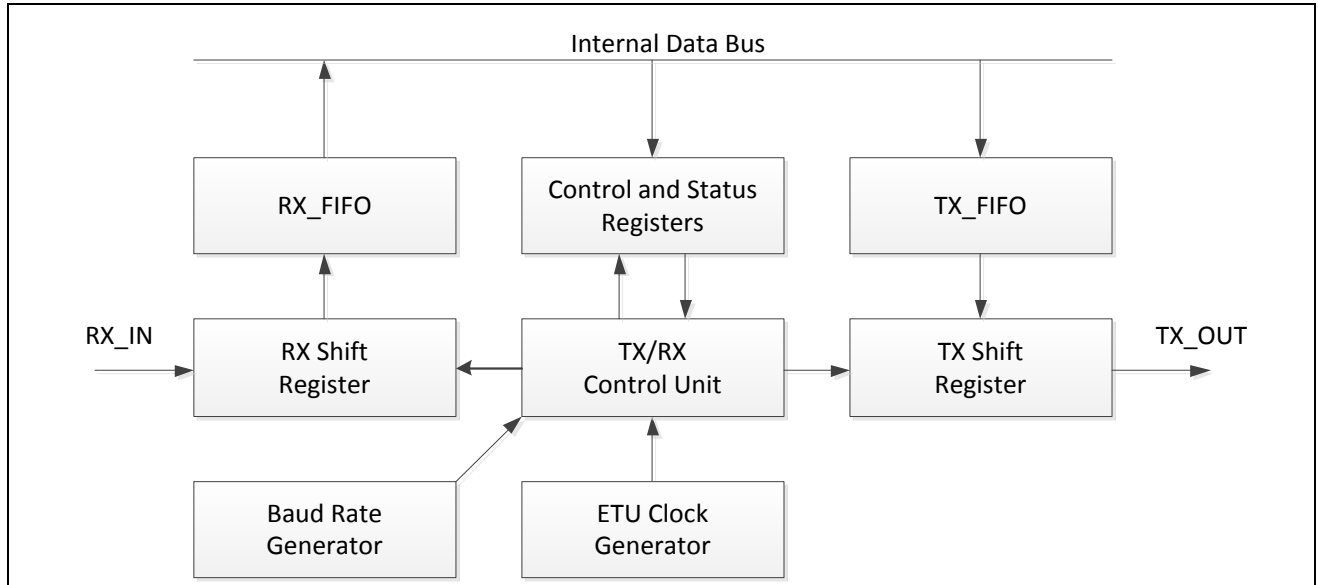 Internal Data Bus
RX_FIFO
Control and Status
Registers
TX_FIFO
RX_IN
RX Shift
Register
TX/RX
Control Unit
TX Shift
Register
TX_OUT
Baud Rate
Generator
ETU Clock
Generator